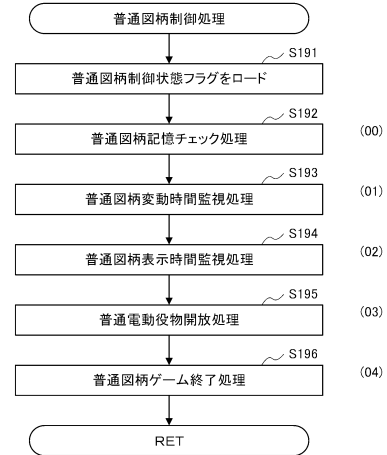 普通図柄制御処理
S191
普通図柄制御状態フラグをロード
S192
普通図柄記憶チェック処理
(00)
S193
普通図柄変動時間監視処理
(01)
S194
普通図柄表示時間監視処理
(02)
S195
普通電動役物開放処理
(03)
S196
普通図柄ゲーム終了処理
(04)
RET